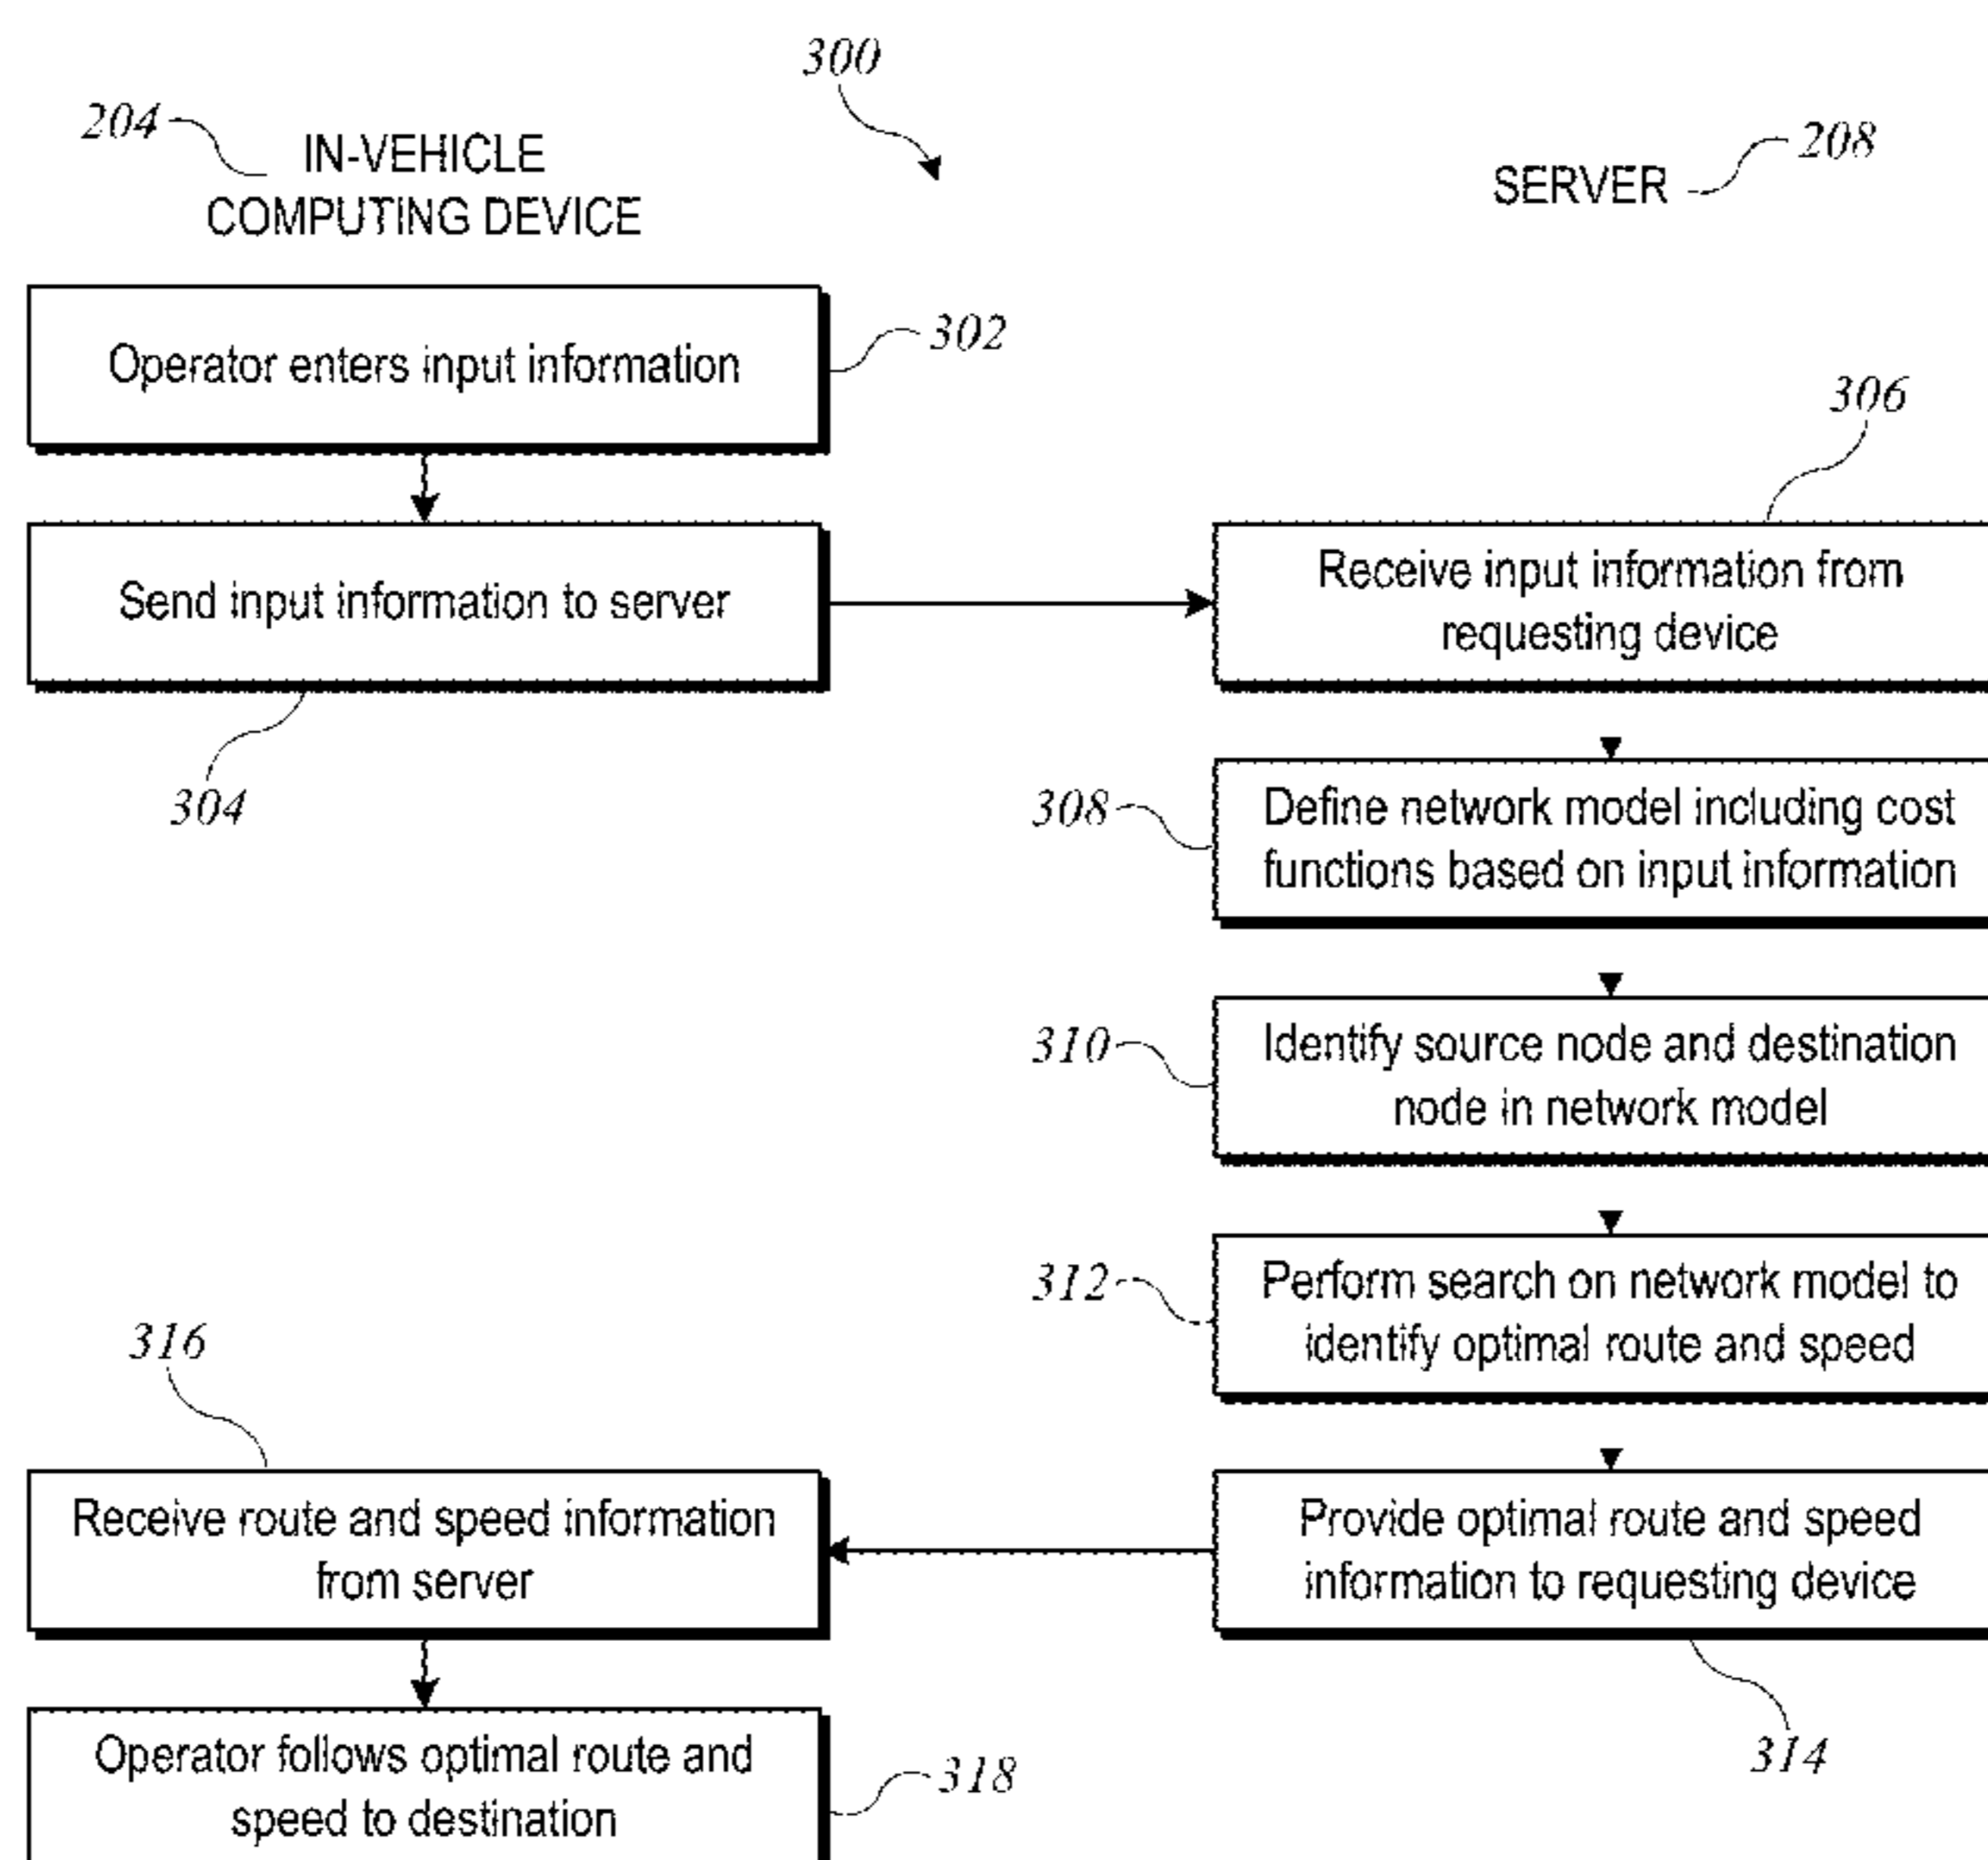 300
204
IN-VEHICLE
COMPUTING DEVICE
SERVER
208
Operator enters input information
302
306
Send input information to server
304
Receive input information from
requesting device
308
Define network model including cost
functions based on input information
310
Identify source node and destination
node in network model
312
Perform search on network model to
identify optimal route and speed
316
Receive route and speed information
from server
Provide optimal route and speed
information to requesting device
314
Operator follows optimal route and
speed to destination
318